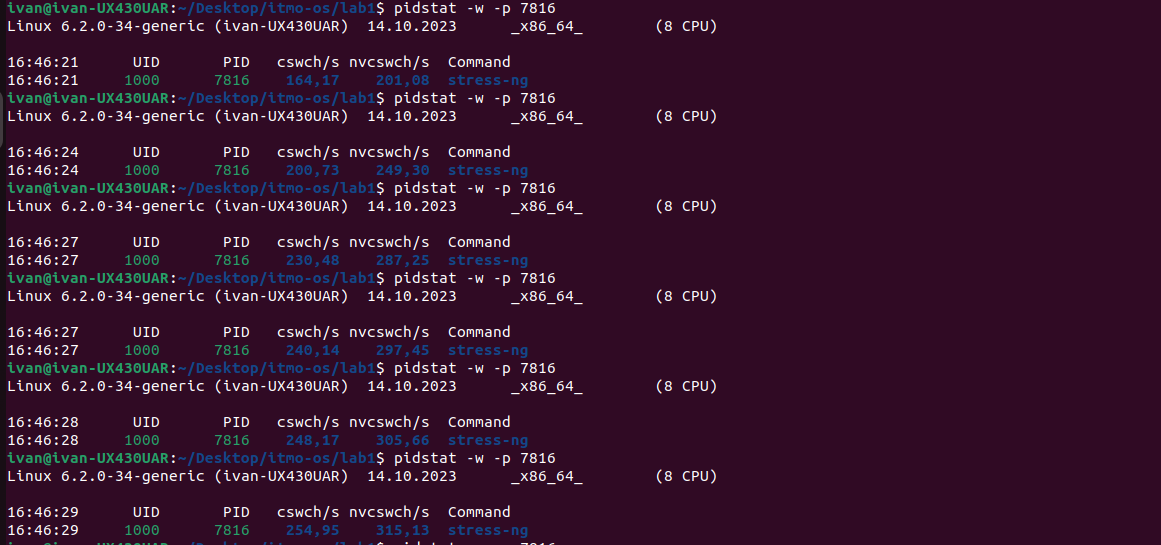 ivan@ivan-UX430UAR:~/Desktop/itmo-os/lab1$ pidstat -w -p 7816
Linux 6.2.0-34-generic (ivan-UX430UAR)  14.10.2023      _x86_64_        (8 CPU)
16:46:21      UID       PID   cswch/s nvcswch/s  Command
16:46:21     1000      7816    164,17    201,08  stress-ng
ivan@ivan-UX430UAR:~/Desktop/itmo-os/lab1$ pidstat -w -p 7816
Linux 6.2.0-34-generic (ivan-UX430UAR)  14.10.2023      _x86_64_        (8 CPU)
16:46:24      UID       PID   cswch/s nvcswch/s  Command
16:46:24     1000      7816    200,73    249,30  stress-ng
ivan@ivan-UX430UAR:~/Desktop/itmo-os/lab1$ pidstat -w -p 7816
Linux 6.2.0-34-generic (ivan-UX430UAR)  14.10.2023      _x86_64_        (8 CPU)
16:46:27      UID       PID   cswch/s nvcswch/s  Command
16:46:27     1000      7816    230,48    287,25  stress-ng
ivan@ivan-UX430UAR:~/Desktop/itmo-os/lab1$ pidstat -w -p 7816
Linux 6.2.0-34-generic (ivan-UX430UAR)  14.10.2023      _x86_64_        (8 CPU)
16:46:27      UID       PID   cswch/s nvcswch/s  Command
16:46:27     1000      7816    240,14    297,45  stress-ng
ivan@ivan-UX430UAR:~/Desktop/itmo-os/lab1$ pidstat -w -p 7816
Linux 6.2.0-34-generic (ivan-UX430UAR)  14.10.2023      _x86_64_        (8 CPU)
16:46:28      UID       PID   cswch/s nvcswch/s  Command
16:46:28     1000      7816    248,17    305,66  stress-ng
ivan@ivan-UX430UAR:~/Desktop/itmo-os/lab1$ pidstat -w -p 7816
Linux 6.2.0-34-generic (ivan-UX430UAR)  14.10.2023      _x86_64_        (8 CPU)
16:46:29      UID       PID   cswch/s nvcswch/s  Command
16:46:29     1000      7816    254,95    315,13  stress-ng